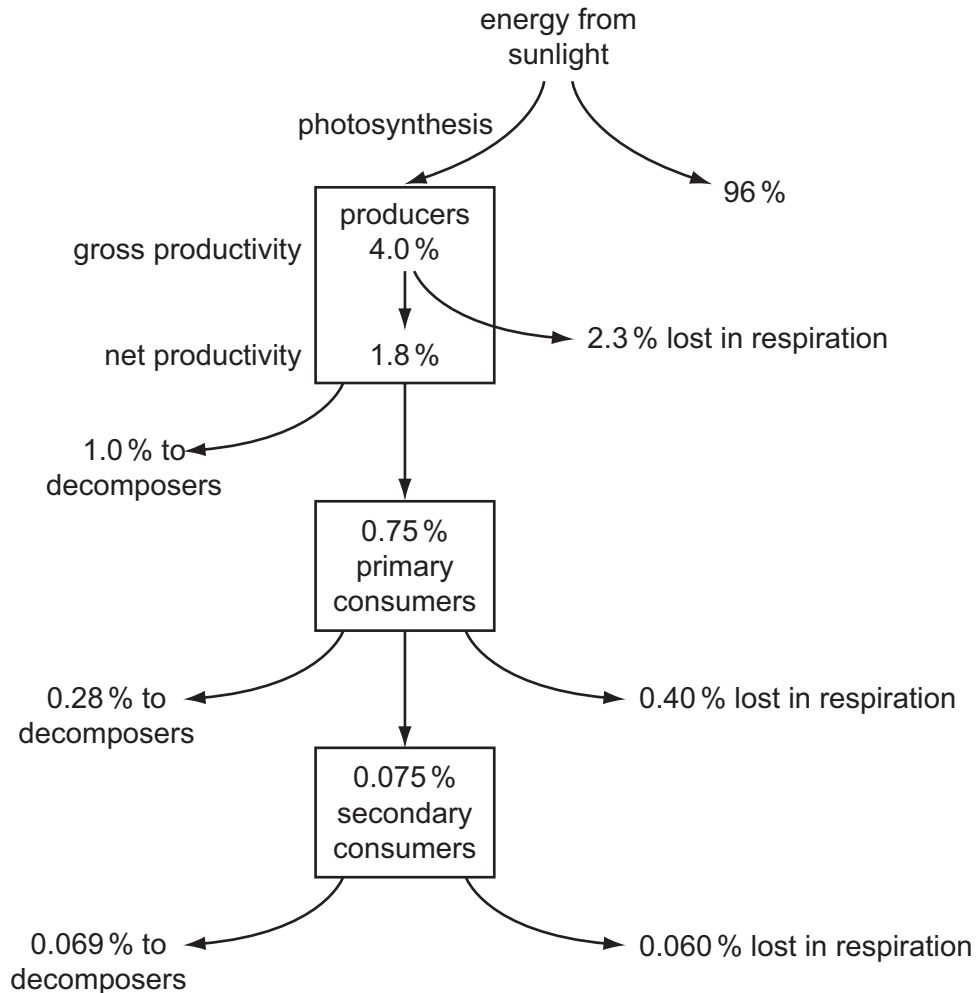 energy from
sunlight
photosynthesis
96 %
producers
gross productivity
4.0 %
2.3 % lost in respiration
net productivity
1.8 %
1.0 % to
decomposers
0.75 %
primary
consumers
0.28 % to
decomposers
0.40 % lost in respiration
0.075 %
secondary
consumers
0.069 % to
decomposers
0.060 % lost in respiration